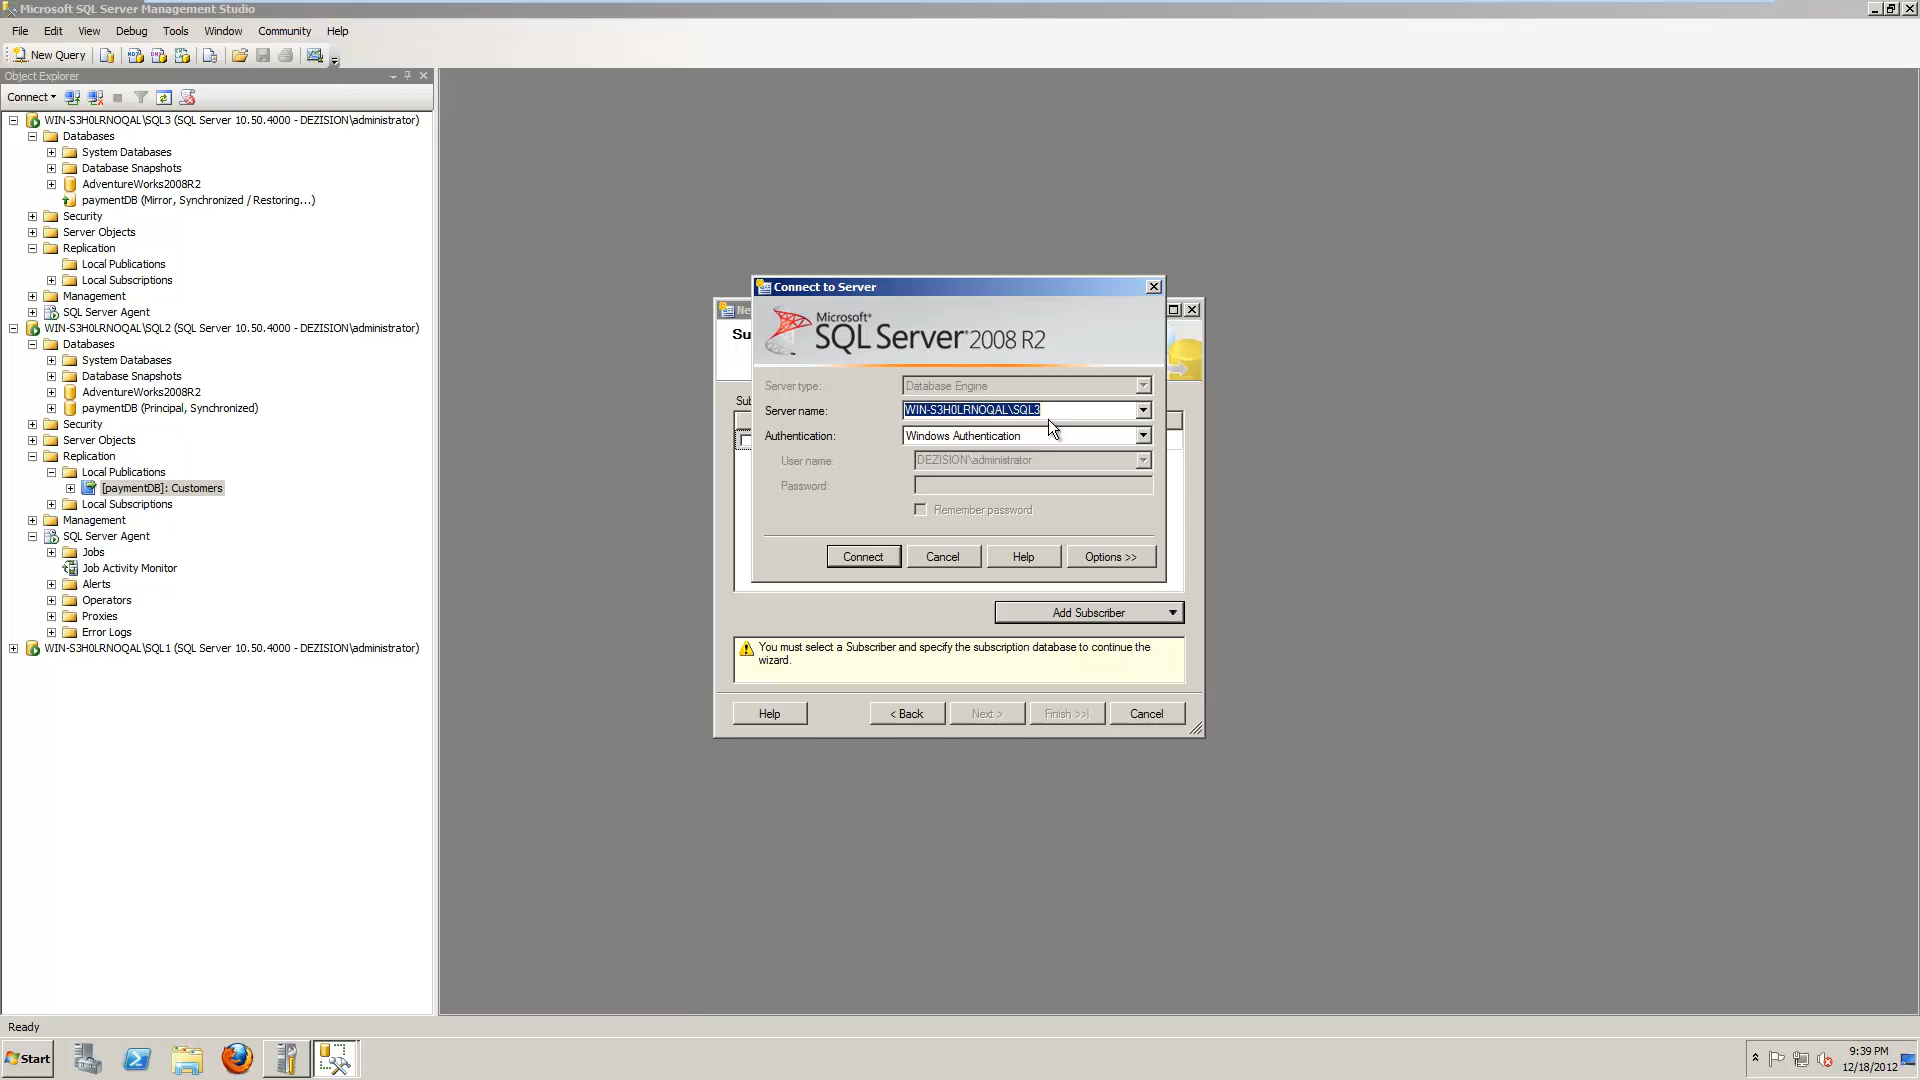 Microsoft SQL Server Management Studio
File Edit View Debug Tools Window Community Help
New Query
Object Explorer
Connect
WIN-S3H0LRNOQAL\SQL3 (SQL Server 10.50.4000 - DEZISION\administrator)
Databases
System Databases
Database Snapshots
AdventureWorks2008R2
paymentDB (Mirror, Synchronized / Restoring...)
Security
Server Objects
Replication
Local Publications
Local Subscriptions
Management
SQL Server Agent
WIN-S3H0LRNOQAL\SQL2 (SQL Server 10.50.4000 - DEZISION\administrator)
Databases
System Databases
Database Snapshots
AdventureWorks2008R2
paymentDB (Principal, Synchronized)
Security
Server Objects
Replication
Local Publications
[paymentDB]: Customers
Local Subscriptions
Management
SQL Server Agent
Jobs
Job Activity Monitor
Alerts
Operators
Proxies
Error Logs
WIN-S3H0LRNOQAL\SQL1 (SQL Server 10.50.4000 - DEZISION\administrator)
Ne
Su
Sub
Connect to Server
Microsoft®
SQL Server® 2008 R2
Server type: Database Engine
Server name: WIN-S3H0LRNOQAL\SQL3
Authentication: Windows Authentication
User name: DEZISION\administrator
Password:
Remember password
Connect Cancel Help Options >>
Add Subscriber
You must select a Subscriber and specify the subscription database to continue the
wizard.
Help < Back Next > Finish >>| Cancel
Ready
Start
9:39 PM
12/18/2012